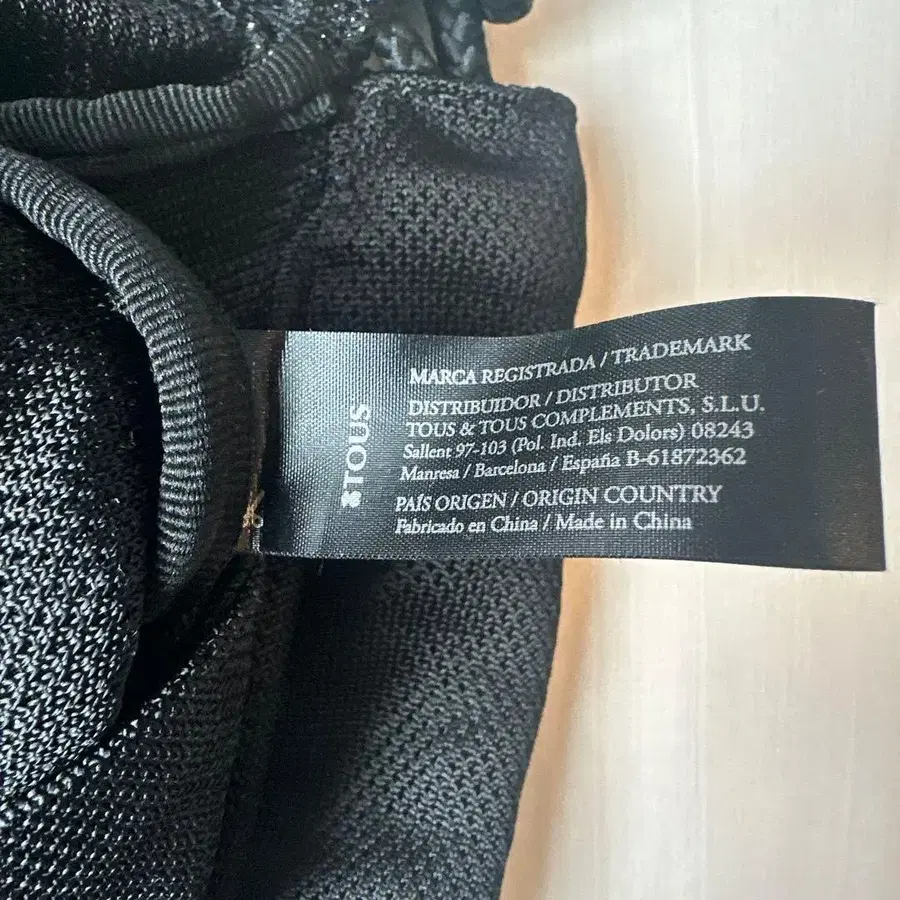 TOUS
MARCA REGISTRADA / TRADEMARK
DISTRIBUIDOR / DISTRIBUTOR
TOUS & TOUS COMPLEMENTS, S.L.U.
Sallent 97-103 (Pol. Ind. Els Dolors) 08243
Manresa / Barcelona / España B-61872362
PAÍS ORIGEN / ORIGIN COUNTRY
Fabricado en China / Made in China